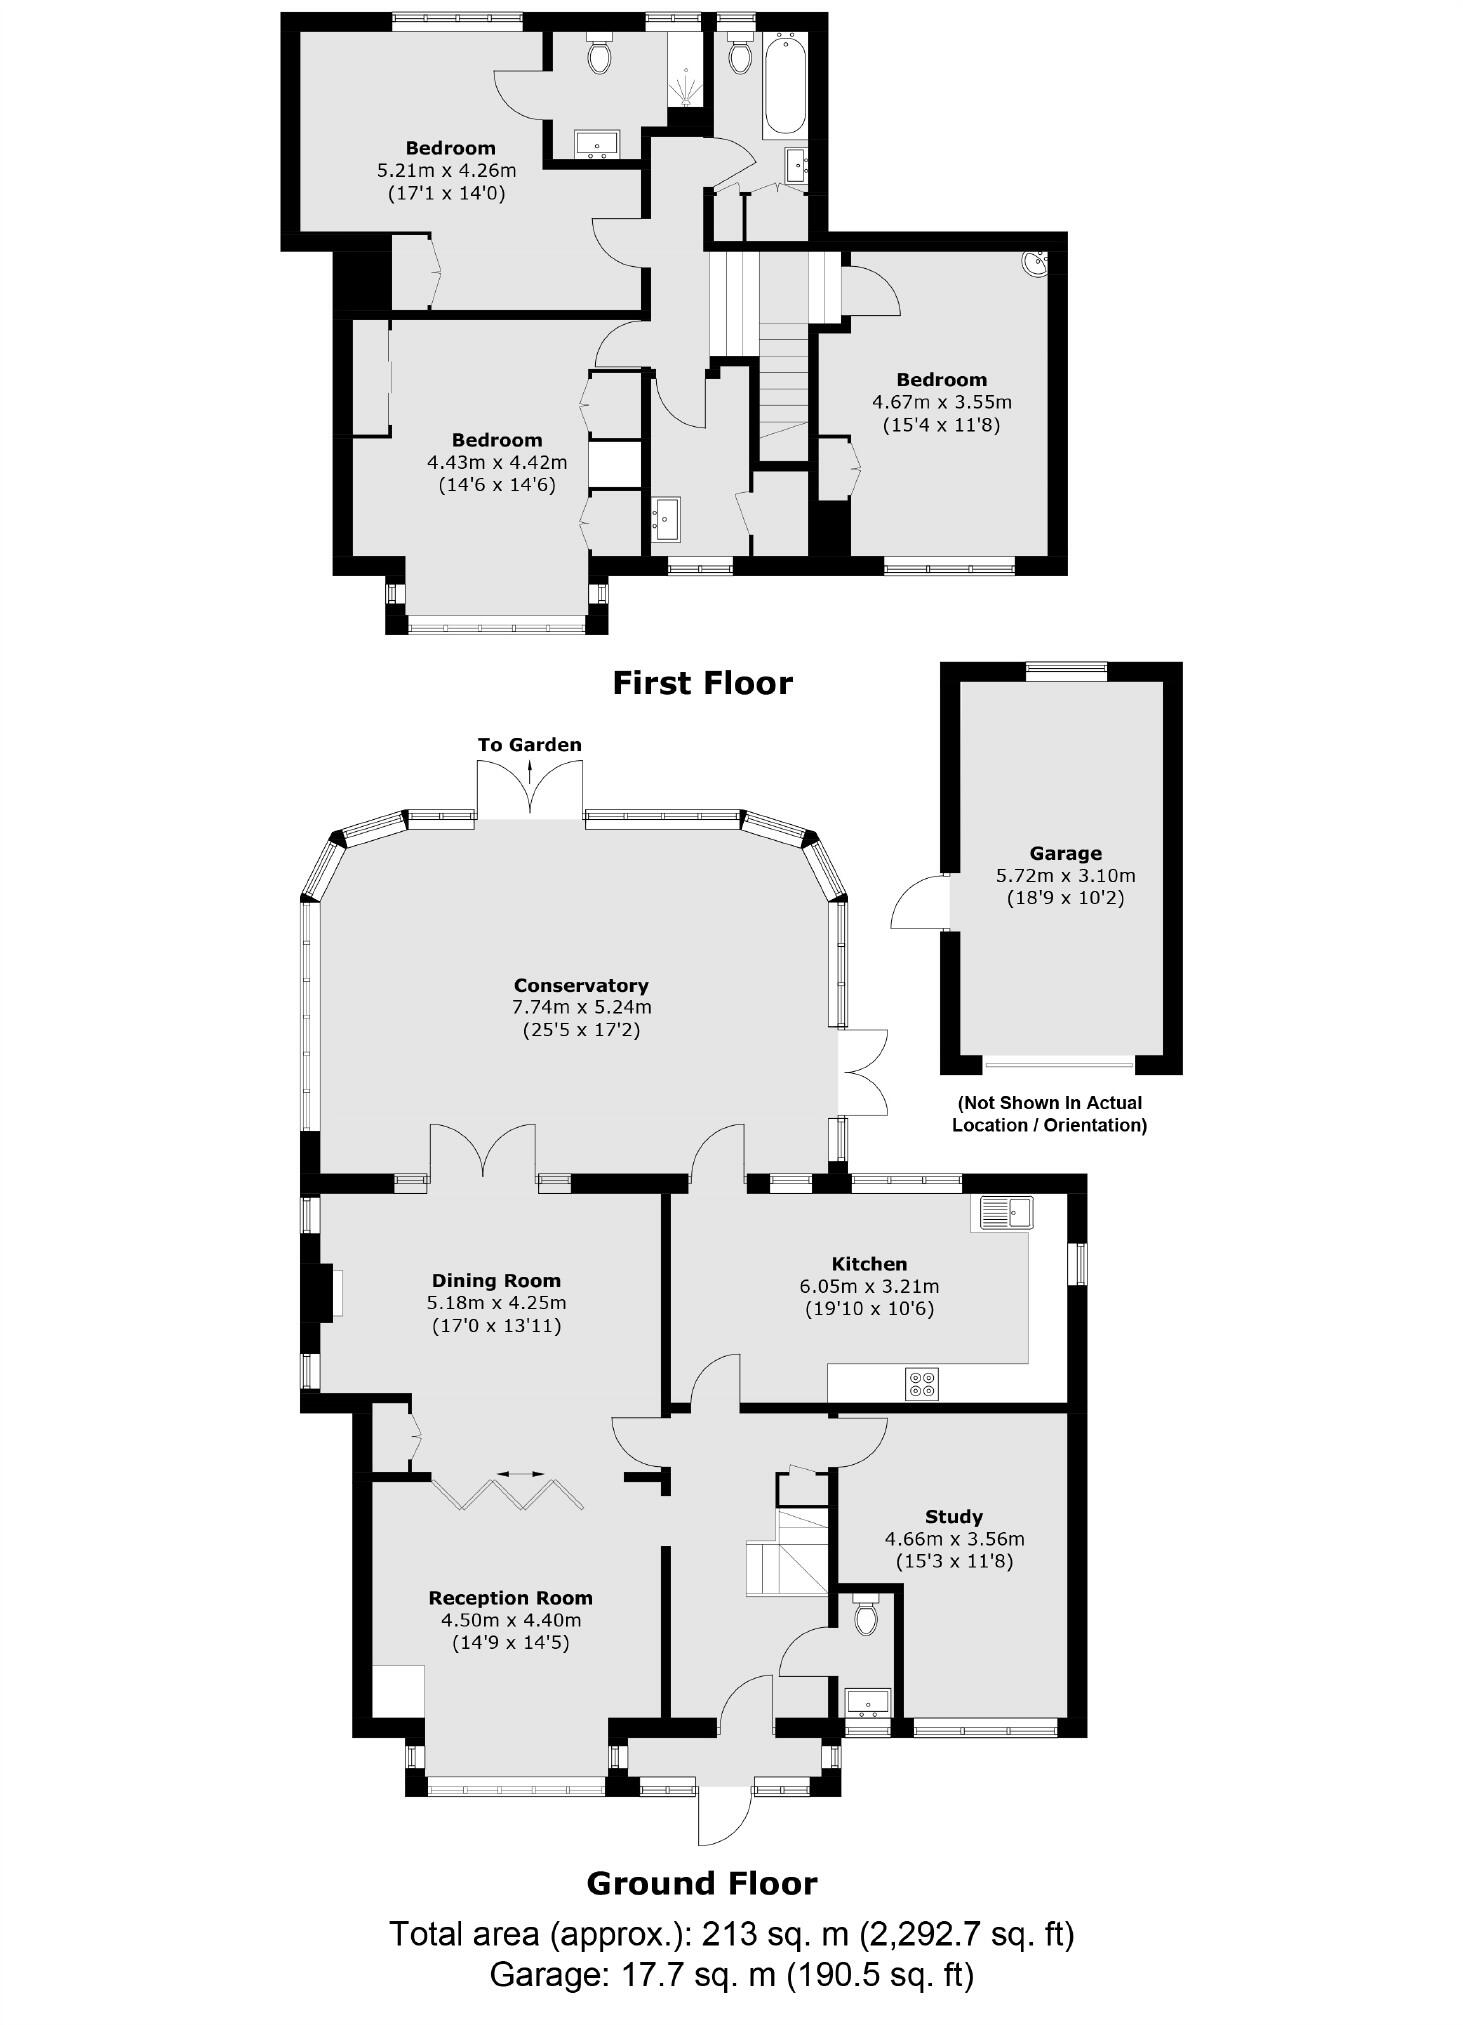 Bedroom
5.21m x 4.26m
(17'1 x 14'0)
Bedroom
4.67m x 3.55m
(15'4 x 11'8)
Bedroom
4.43m x 4.42m
(14'6 x 14'6)
First Floor
To Garden
Garage
5.72m x 3.10m
(18'9 x 10'2)
(Not Shown In Actual
Location / Orientation)
Conservatory
7.74m x 5.24m
(25'5 x 17'2)
Kitchen
6.05m x 3.21m
(19'10 x 10'6)
Dining Room
5.18m x 4.25m
(17'0 x 13'11)
Study
4.66m x 3.56m
(15'3 x 11'8)
Reception Room
4.50m x 4.40m
(14'9 x 14'5)
Ground Floor
Total area (approx.): 213 sq. m (2,292.7 sq. ft)
Garage: 17.7 sq. m (190.5 sq. ft)